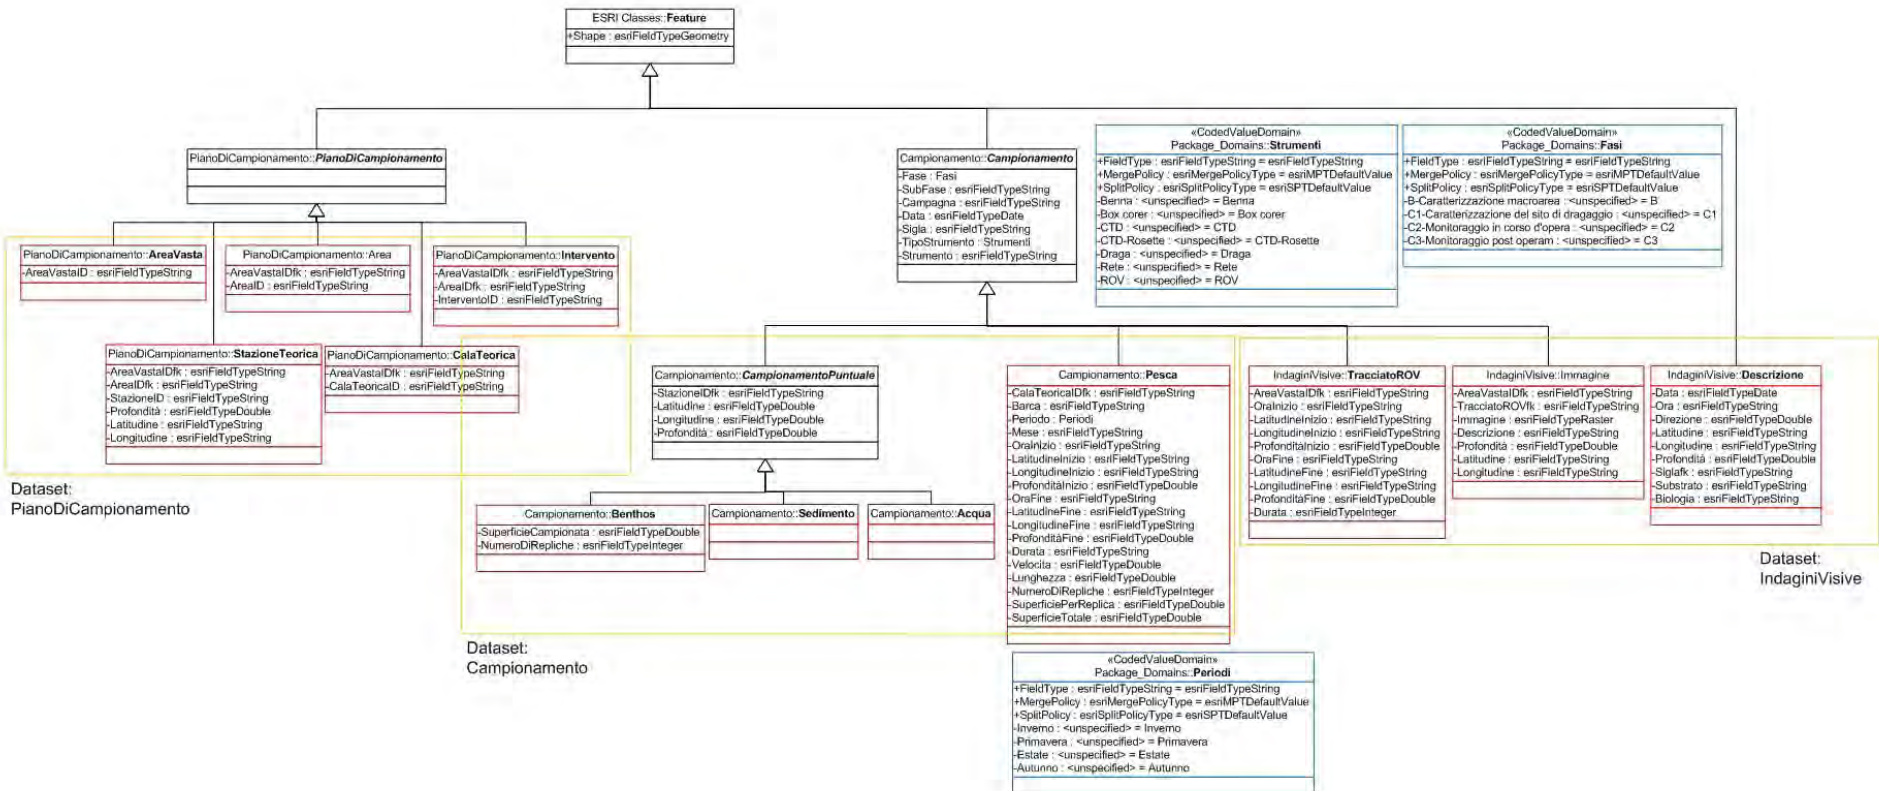 ESRI Classes::Feature
+Shape : esriFieldTypeGeometry
PianoDiCampionamento::PianoDiCampionamento
Campionamento::Campionamento
-Fase : Fasi
-SubFase : esriFieldTypeString
-Campagna : esriFieldTypeString
-Data : esriFieldTypeDate
-Sigla : esriFieldTypeString
-TipoStrumento : Strumenti
-Strumento : esriFieldTypeString
«CodedValueDomain»
Package_Domains::Strumenti
+FieldType : esriFieldTypeString = esriFieldTypeString
+MergePolicy : esriMergePolicyType = esriMPTDefaultValue
+SplitPolicy : esriSplitPolicyType = esriSPTDefaultValue
-Benna : <unspecified> = Benna
-Box corer : <unspecified> = Box corer
-CTD : <unspecified> = CTD
-CTD-Rosette : <unspecified> = CTD-Rosette
-Draga : <unspecified> = Draga
-Rete : <unspecified> = Rete
-ROV : <unspecified> = ROV
«CodedValueDomain»
Package_Domains::Fasi
+FieldType : esriFieldTypeString = esriFieldTypeString
+MergePolicy : esriMergePolicyType = esriMPTDefaultValue
+SplitPolicy : esriSplitPolicyType = esriSPTDefaultValue
-B-Caratterizzazione macroarea : <unspecified> = B
-C1-Caratterizzazione del sito di dragaggio : <unspecified> = C1
-C2-Monitoraggio in corso d'opera : <unspecified> = C2
-C3-Monitoraggio post operam : <unspecified> = C3
PianoDiCampionamento::AreaVasta
-AreaVastaID : esriFieldTypeString
PianoDiCampionamento::Area
-AreaVastaIDfk : esriFieldTypeString
-AreaID : esriFieldTypeString
PianoDiCampionamento::Intervento
-AreaVastaIDfk : esriFieldTypeString
-AreaIDfk : esriFieldTypeString
-InterventoID : esriFieldTypeString
PianoDiCampionamento::StazioneTeorica
-AreaVastaIDfk : esriFieldTypeString
-AreaIDfk : esriFieldTypeString
-StazioneID : esriFieldTypeString
-Profondità : esriFieldTypeDouble
-Latitudine : esriFieldTypeString
-Longitudine : esriFieldTypeString
PianoDiCampionamento::CalaTeorica
-AreaVastaIDfk : esriFieldTypeString
-CalaTeoricaID : esriFieldTypeString
Dataset:
PianoDiCampionamento
Campionamento::CampionamentoPuntuale
-StazioneIDfk : esriFieldTypeString
-Latitudine : esriFieldTypeDouble
-Longitudine : esriFieldTypeDouble
-Profondità : esriFieldTypeDouble
Campionamento::Benthos
-SuperficieCampionata : esriFieldTypeDouble
-NumeroDiRepliche : esriFieldTypeInteger
Campionamento::Sedimento
Campionamento::Acqua
Campionamento::Pesca
-CalaTeoricaIDfk : esriFieldTypeString
-Barca : esriFieldTypeString
-Periodo : Periodi
-Mese : esriFieldTypeString
-OraInizio : esriFieldTypeString
-LatitudineInizio : esriFieldTypeString
-LongitudineInizio : esriFieldTypeString
-ProfonditàInizio : esriFieldTypeDouble
-OraFine : esriFieldTypeString
-LatitudineFine : esriFieldTypeString
-LongitudineFine : esriFieldTypeString
-ProfonditàFine : esriFieldTypeDouble
-Durata : esriFieldTypeString
-Velocita : esriFieldTypeDouble
-Lunghezza : esriFieldTypeDouble
-NumeroDiRepliche : esriFieldTypeInteger
-SuperficiePerReplica : esriFieldTypeDouble
-SuperficieTotale : esriFieldTypeDouble
IndaginiVisive::TracciatoROV
-AreaVastaIDfk : esriFieldTypeString
-OraInizio : esriFieldTypeString
-LatitudineInizio : esriFieldTypeString
-LongitudineInizio : esriFieldTypeString
-ProfonditàInizio : esriFieldTypeDouble
-OraFine : esriFieldTypeString
-LatitudineFine : esriFieldTypeString
-LongitudineFine : esriFieldTypeString
-ProfonditàFine : esriFieldTypeDouble
-Durata : esriFieldTypeInteger
IndaginiVisive::Immagine
-AreaVastaIDfk : esriFieldTypeString
-TracciatoROVfk : esriFieldTypeString
-Immagine : esriFieldTypeRaster
-Descrizione : esriFieldTypeString
-Profondità : esriFieldTypeDouble
-Latitudine : esriFieldTypeString
-Longitudine : esriFieldTypeString
IndaginiVisive::Descrizione
-Data : esriFieldTypeDate
-Ora : esriFieldTypeString
-Direzione : esriFieldTypeDouble
-Latitudine : esriFieldTypeString
-Longitudine : esriFieldTypeString
-Profondità : esriFieldTypeDouble
-Siglafk : esriFieldTypeString
-Substrato : esriFieldTypeString
-Biologia : esriFieldTypeString
Dataset:
IndaginiVisive
Dataset:
Campionamento
«CodedValueDomain»
Package_Domains::Periodi
+FieldType : esriFieldTypeString = esriFieldTypeString
+MergePolicy : esriMergePolicyType = esriMPTDefaultValue
+SplitPolicy : esriSplitPolicyType = esriSPTDefaultValue
-Inverno : <unspecified> = Inverno
-Primavera : <unspecified> = Primavera
-Estate : <unspecified> = Estate
-Autunno : <unspecified> = Autunno